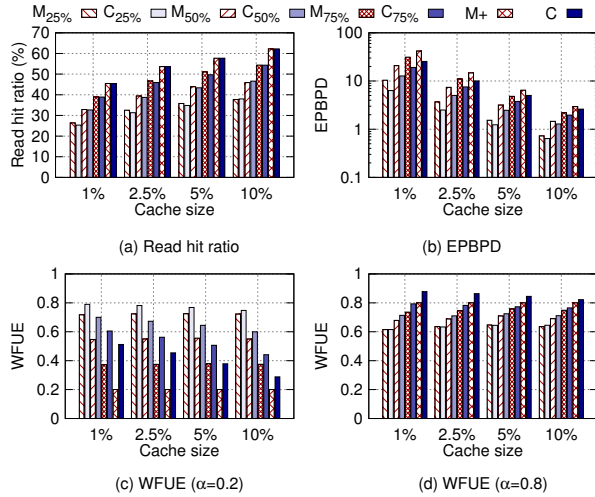 M25% C25% M50% C50% M75% C75% M+ C
Read hit ratio (%)
70
60
50
40
30
20
10
0
1% 2.5% 5% 10%
Cache size
(a) Read hit ratio
EPBPD
100
10
1
0.1
1% 2.5% 5% 10%
Cache size
(b) EPBPD
WFUE
1
0.8
0.6
0.4
0.2
0
1% 2.5% 5% 10%
Cache size
(c) WFUE (α=0.2)
WFUE
1
0.8
0.6
0.4
0.2
0
1% 2.5% 5% 10%
Cache size
(d) WFUE (α=0.8)